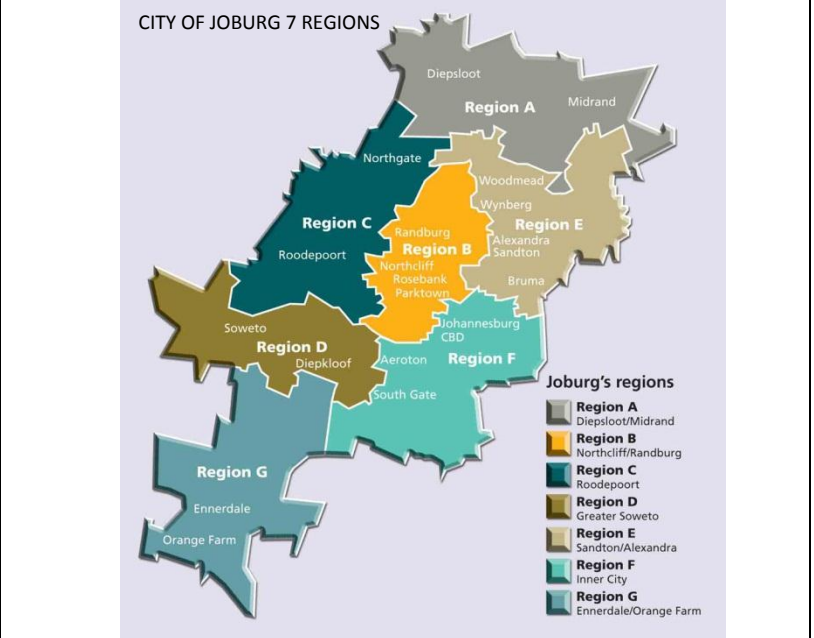 CITY OF JOBURG 7 REGIONS
Diepsloot
Midrand
Region A
Northgate
Woodmead
Wynberg
Region C
Region E
Randburg
Region B
Alexandra
Sandton
Roodepoort
Northcliff
Rosebank
Parktown
Bruma
Soweto
Johannesburg
CBD
Region D
Diepkloof
Aeroton
Region F
South Gate
Region G
Ennerdale
Orange Farm
Joburg's regions
Region A
Diepsloot/Midrand
Region B
Northcliff/Randburg
Region C
Roodepoort
Region D
Greater Soweto
Region E
Sandton/Alexandra
Region F
Inner City
Region G
Ennerdale/Orange Farm